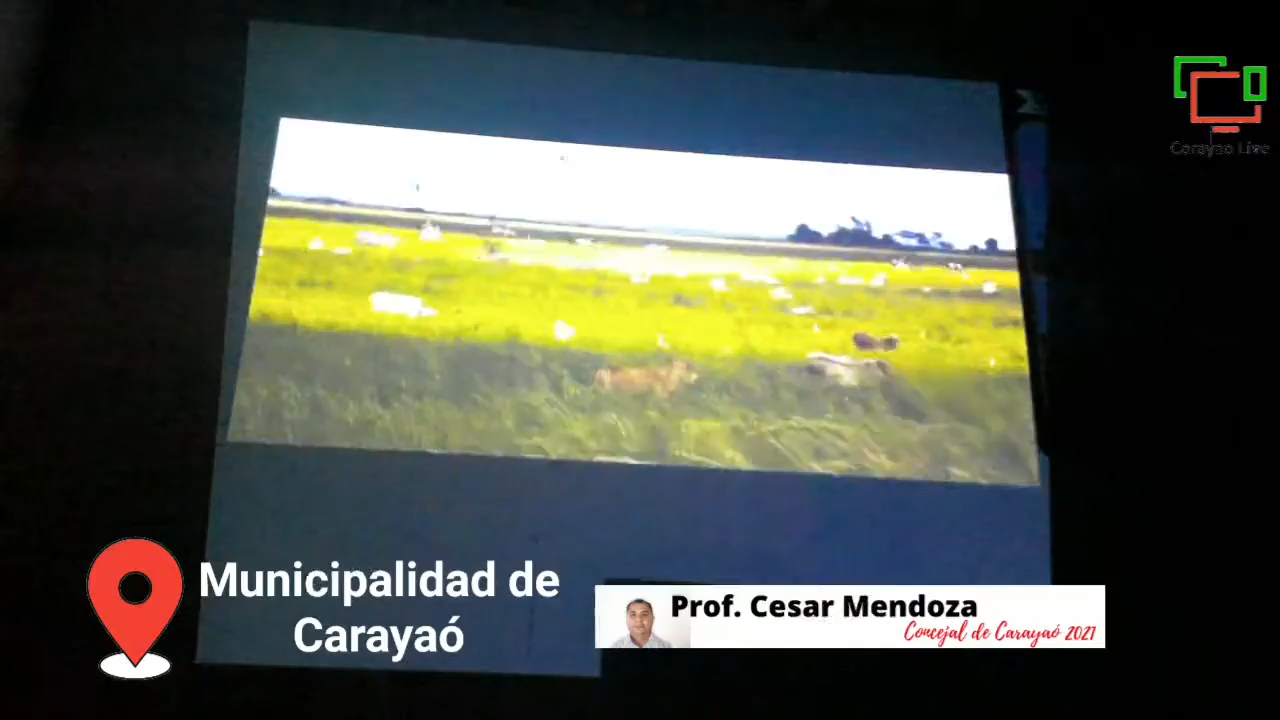 Carayao Live
Municipalidad de
Carayaó
Prof. Cesar Mendoza
Concejal de Carayaó 2021